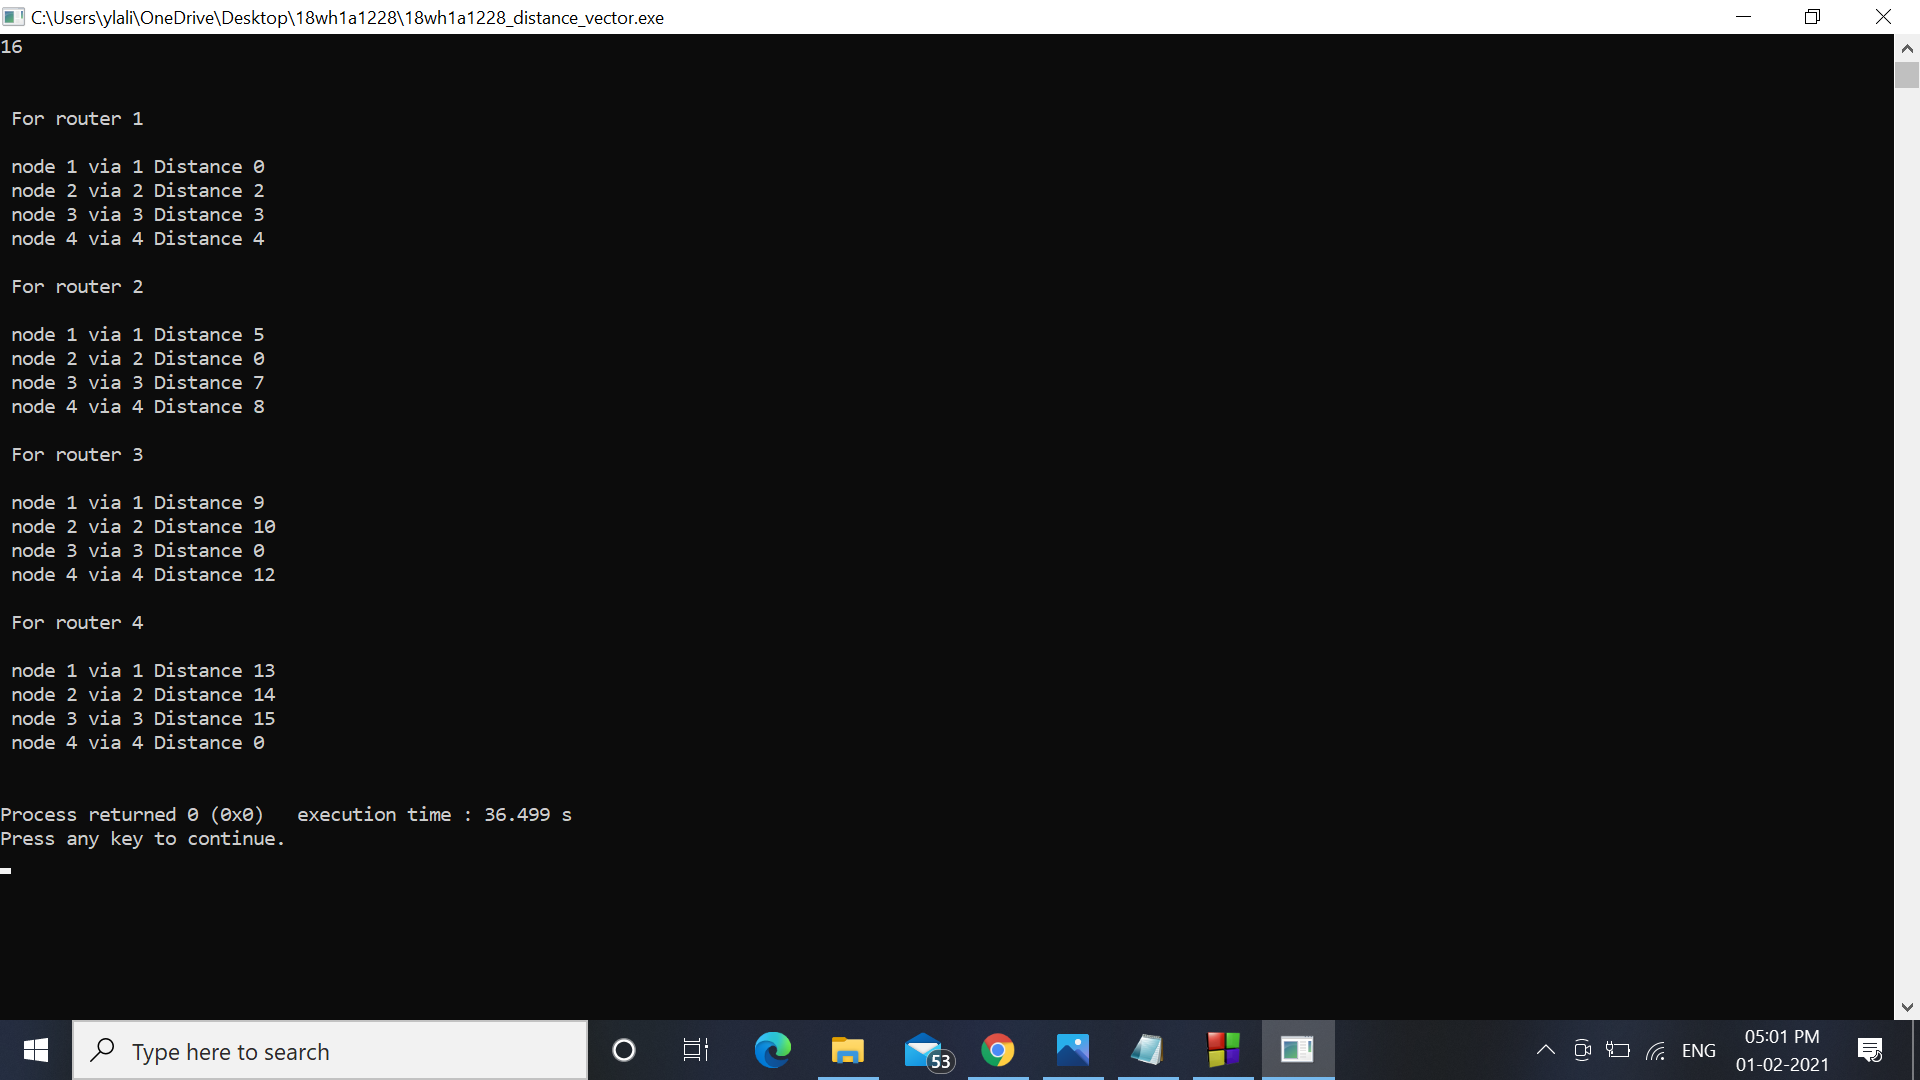 C:\Users\ylali\OneDrive\Desktop\18wh1a1228\18wh1a1228_distance_vector.exe
16
For router 1
node 1 via 1 Distance 0
node 2 via 2 Distance 2
node 3 via 3 Distance 3
node 4 via 4 Distance 4
For router 2
node 1 via 1 Distance 5
node 2 via 2 Distance 0
node 3 via 3 Distance 7
node 4 via 4 Distance 8
For router 3
node 1 via 1 Distance 9
node 2 via 2 Distance 10
node 3 via 3 Distance 0
node 4 via 4 Distance 12
For router 4
node 1 via 1 Distance 13
node 2 via 2 Distance 14
node 3 via 3 Distance 15
node 4 via 4 Distance 0
Process returned 0 (0x0)   execution time : 36.499 s
Press any key to continue.
Type here to search
53
ENG
05:01 PM
01-02-2021